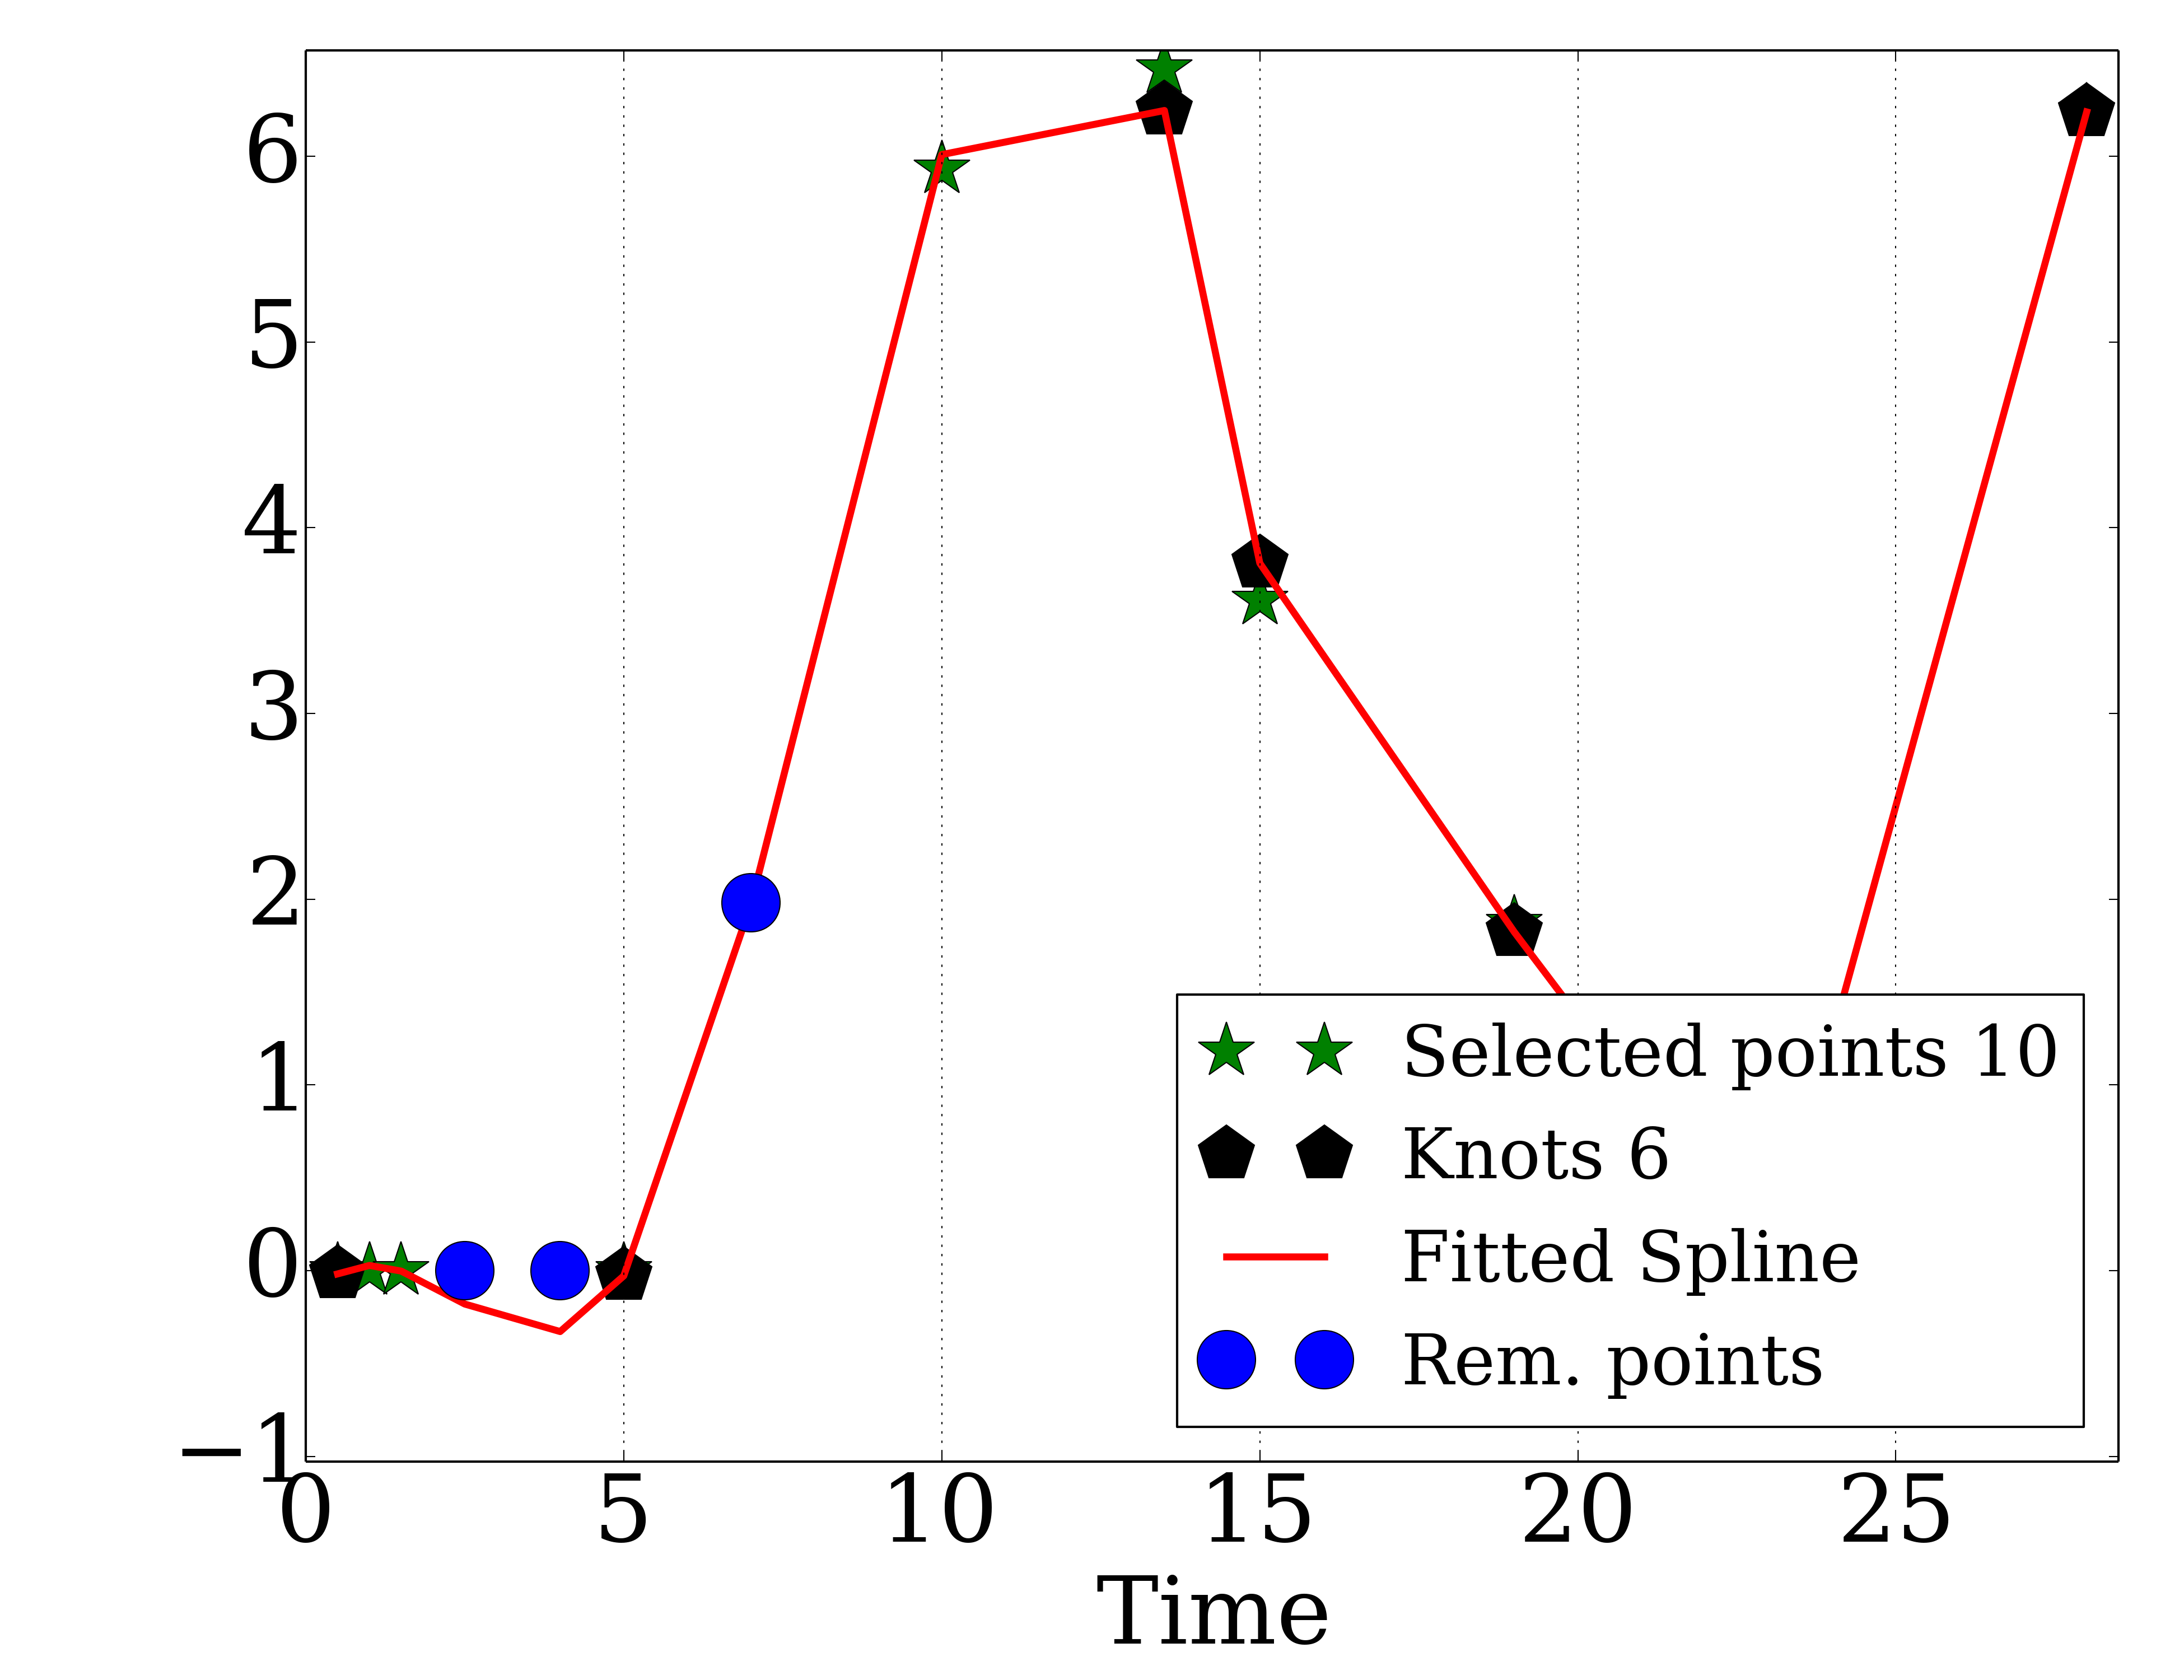 6
5
4
3
2
1
0
−1
0 5 10 15 20 25
Time
Selected points 10
Knots 6
Fitted Spline
Rem. points